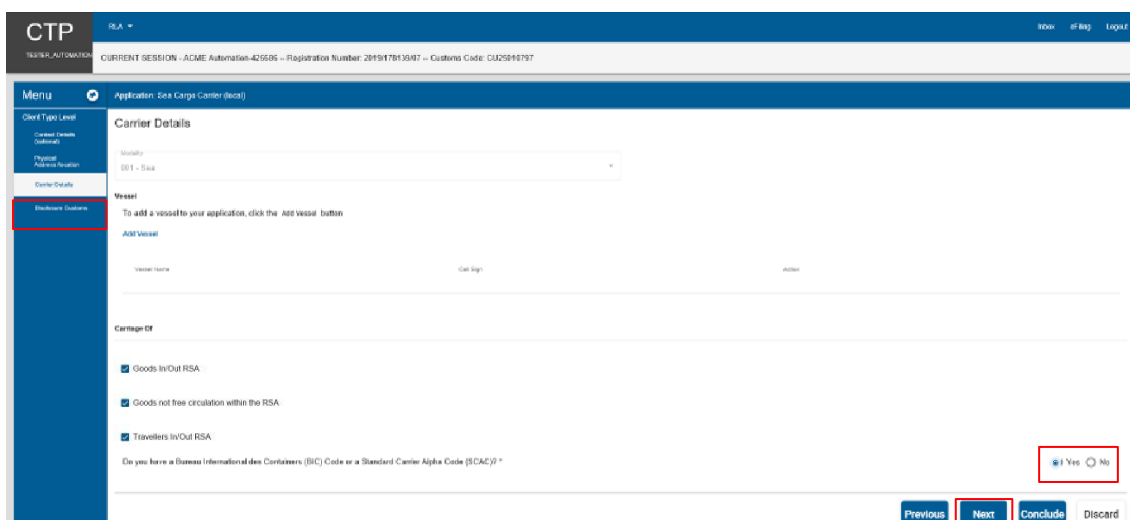 CTP
RLA
Inbox eFiling Logout
TESTER_AUTOMATION
CURRENT SESSION - ACME Automation-426606 -- Registration Number: 2019/178139/07 -- Customs Code: CU25010797
Menu
Application: Sea Cargo Carrier (local)
Client Type Level
Contact Details (optional)
Physical Address/location
Carrier Details
Disclosure Customs
Carrier Details
Modality
001 - Sea
Vessel
To add a vessel to your application, click the Add Vessel button
Add Vessel
Vessel Name Call Sign Action
Carriage Of
Goods In/Out RSA
Goods not free circulation within the RSA
Travellers In/Out RSA
Do you have a Bureau International des Containers (BIC) Code or a Standard Carrier Alpha Code (SCAC)? *
Yes No
Previous Next Conclude Discard